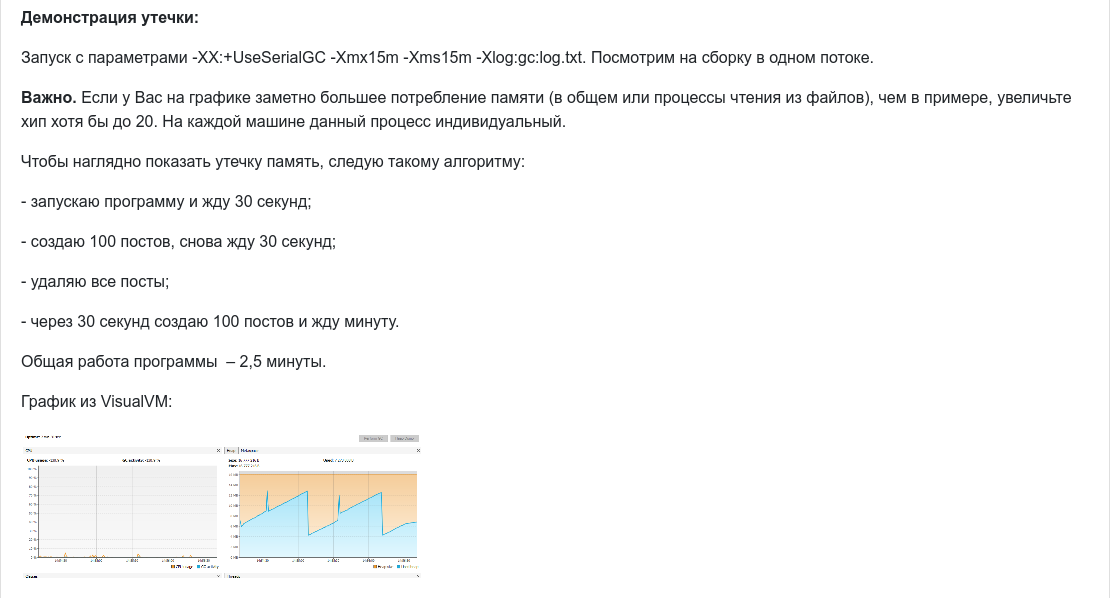 Демонстрация утечки:
Запуск с параметрами -XX:+UseSerialGC -Xmx15m -Xms15m -Xlog:gc:log.txt. Посмотрим на сборку в одном потоке.
Важно. Если у Вас на графике заметно большее потребление памяти (в общем или процессы чтения из файлов), чем в примере, увеличьте
хип хотя бы до 20. На каждой машине данный процесс индивидуальный.
Чтобы наглядно показать утечку память, следую такому алгоритму:
- запускаю программу и жду 30 секунд;
- создаю 100 постов, снова жду 30 секунд;
- удаляю все посты;
- через 30 секунд создаю 100 постов и жду минуту.
Общая работа программы  – 2,5 минуты.
График из VisualVM: